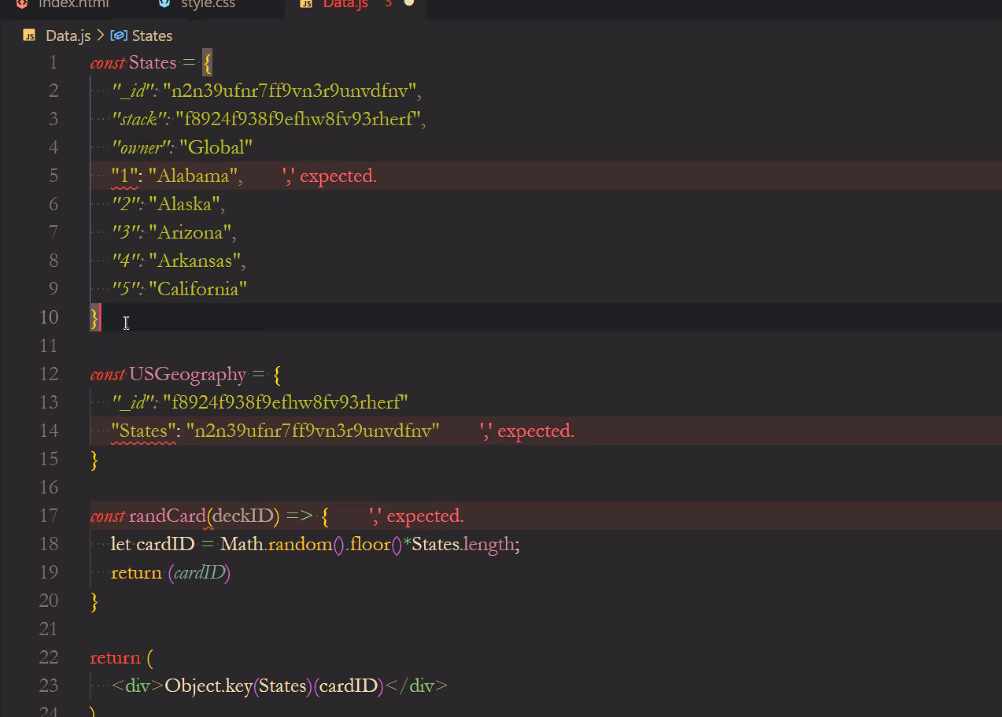 index.html style.css JS Data.js 3
JS Data.js > States
1 const States = {
2 "_id": "n2n39ufnr7ff9vn3r9unvdfnv",
3 "stack": "f8924f938f9efhw8fv93rherf",
4 "owner": "Global"
5 "1": "Alabama", ',' expected.
6 "2": "Alaska",
7 "3": "Arizona",
8 "4": "Arkansas",
9 "5": "California"
10 }
11
12 const USGeography = {
13 "_id": "f8924f938f9efhw8fv93rherf"
14 "States": "n2n39ufnr7ff9vn3r9unvdfnv" ',' expected.
15 }
16
17 const randCard(deckID) => { ',' expected.
18 let cardID = Math.random().floor()*States.length;
19 return (cardID)
20 }
21
22 return (
23 <div>Object.key(States)(cardID)</div>
24 )